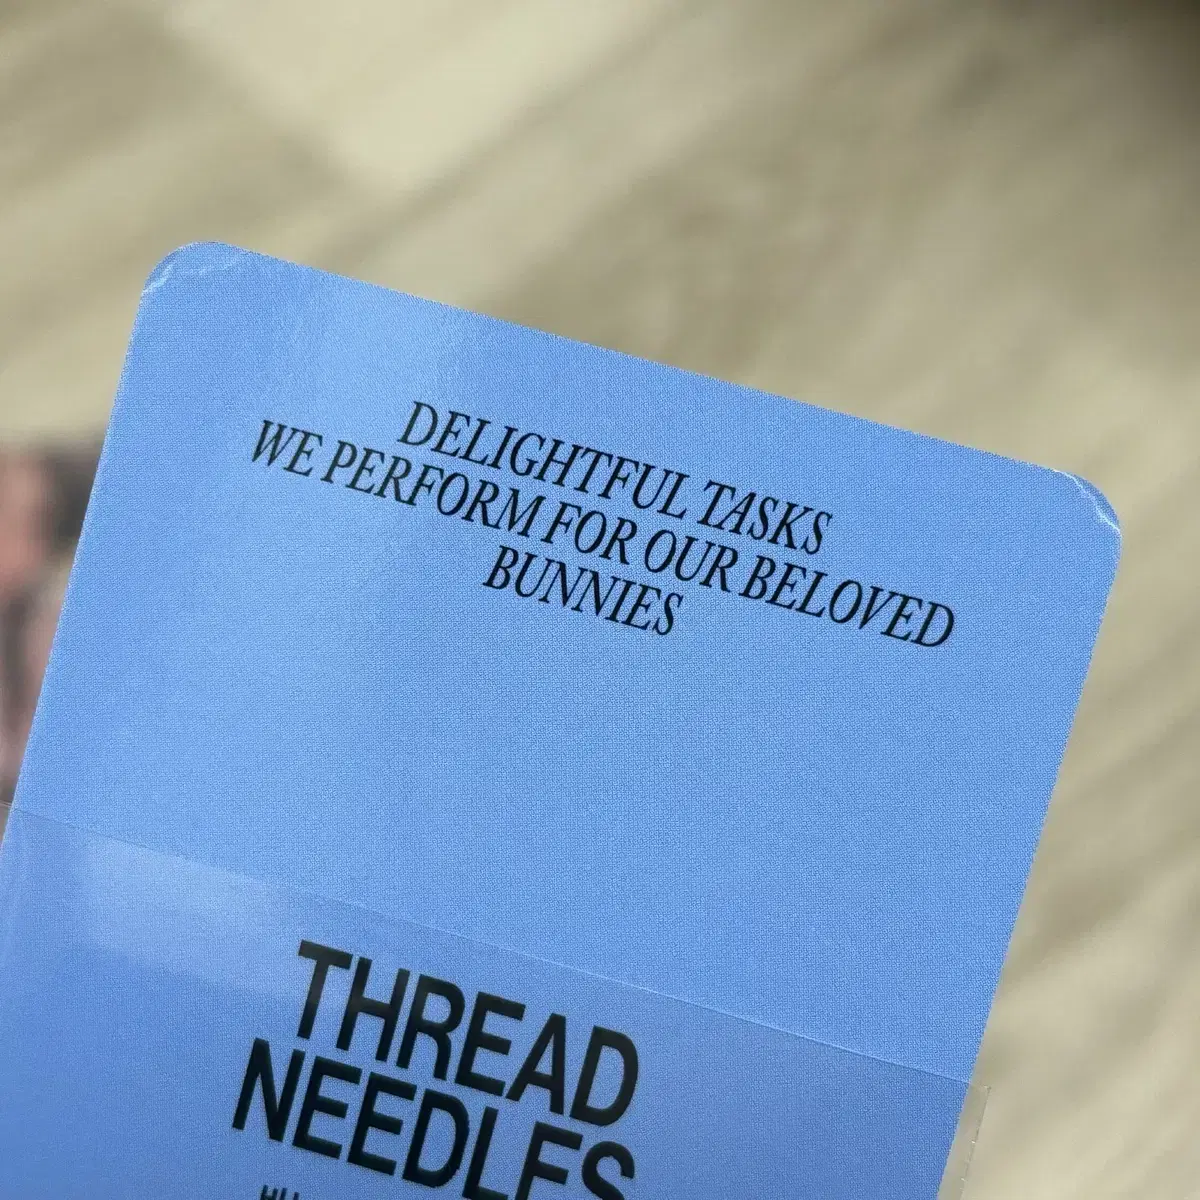 DELIGHTFUL TASKS
WE PERFORM FOR OUR BELOVED
BUNNIES
THREAD
NEEDLES